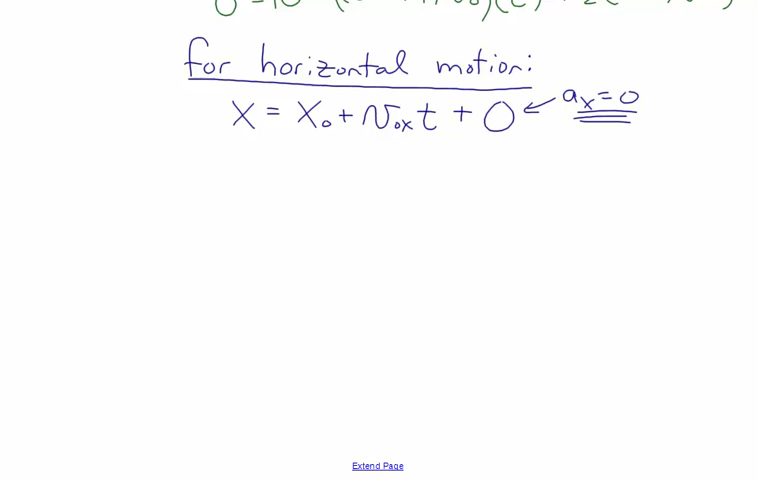 for horizontal motion:
x = x₀ + v₀ₓt + 0 ← aₓ = 0
Extend Page